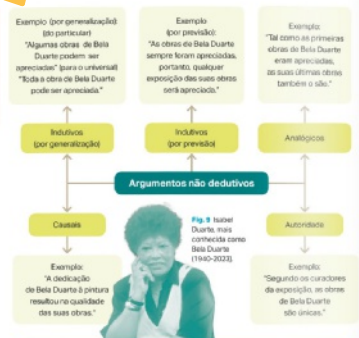 Exemplo (por generalização):
(do particular)
"Algumas obras de Bela
Duarte podem ser
apreciadas" (para o universal)
"Toda a obra de Bela Duarte
pode ser apreciada."
Exemplo
(por previsão):
"As obras de Bela Duarte
sempre foram apreciadas,
portanto, qualquer
exposição das suas obras
será apreciada."
Exemplo:
"Tal como as primeiras
obras de Bela Duarte
eram apreciadas,
as suas últimas obras
também o são."
Indutivos
(por generalização)
Indutivos
(por previsão)
Analógicos
Argumentos não dedutivos
Causais
Fig. 9 Isabel
Duarte, mais
conhecida como
Bela Duarte
(1940-2023).
Autoridade
Exemplo:
"A dedicação
de Bela Duarte à pintura
resultou na qualidade
das suas obras."
Exemplo:
"Segundo os curadores
da exposição, as obras
de Bela Duarte
são únicas."